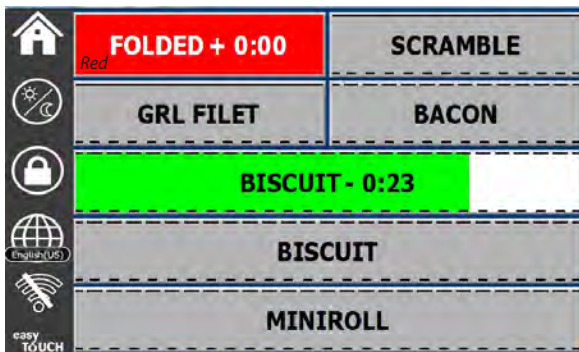 FOLDED + 0:00
Red
SCRAMBLE
GRL FILET
BACON
BISCUIT - 0:23
English(US)
BISCUIT
MINIROLL
easy
TOUCH